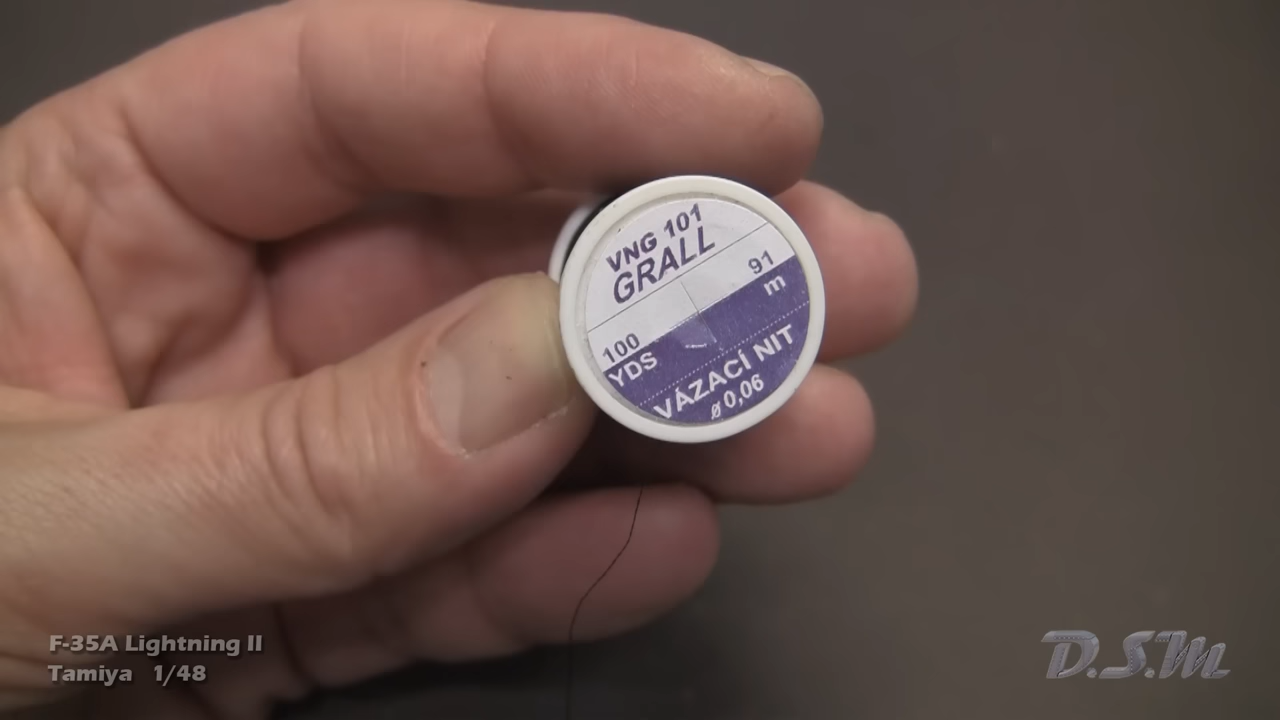 VNG 101
GRALL
91
m
100
YDS
VÁZACÍ NIT
ø 0,06
F-35A Lightning II
Tamiya 1/48
D.S.M